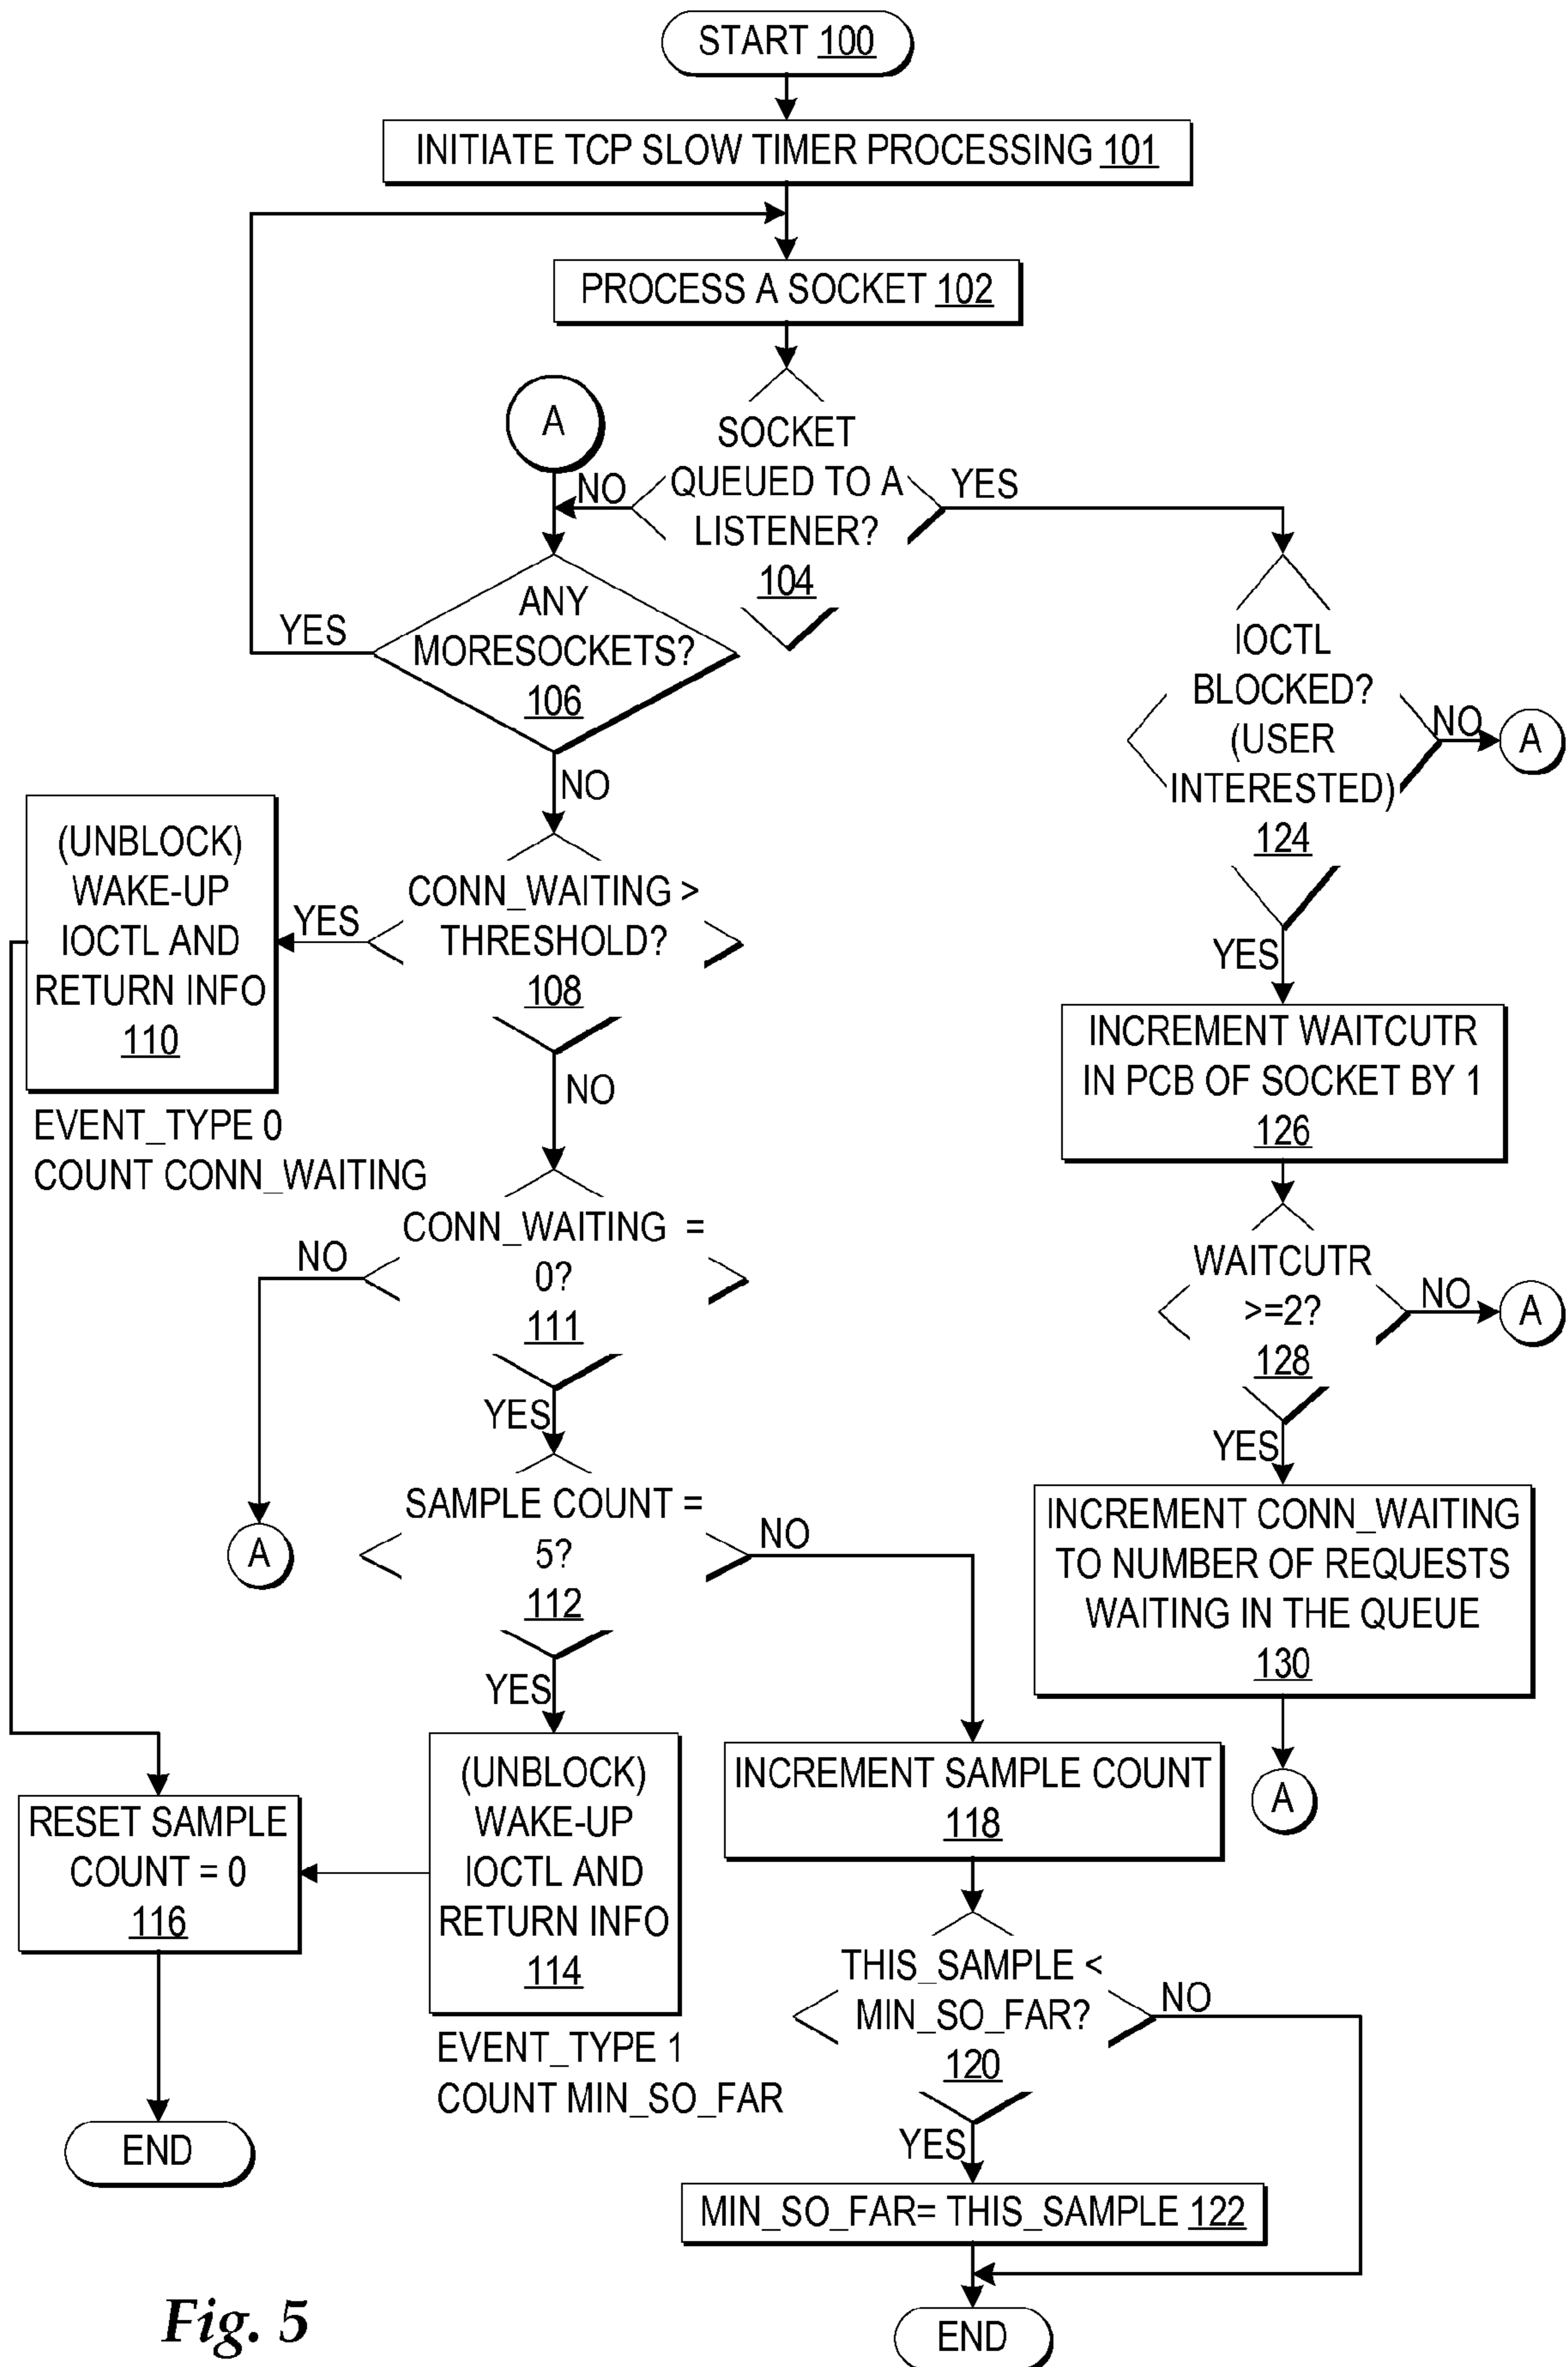 START 100
INITIATE TCP SLOW TIMER PROCESSING 101
PROCESS A SOCKET 102
A
SOCKET
QUEUED TO A
LISTENER?
104
NO
YES
ANY
MORESOCKETS?
106
YES
NO
IOCTL
BLOCKED?
(USER
INTERESTED)
124
NO
A
YES
(UNBLOCK)
WAKE-UP
IOCTL AND
RETURN INFO
110
EVENT_TYPE 0
COUNT CONN_WAITING
YES
CONN_WAITING >
THRESHOLD?
108
NO
INCREMENT WAITCUTR
IN PCB OF SOCKET BY 1
126
CONN_WAITING =
0?
111
NO
A
YES
WAITCUTR
>=2?
128
NO
A
YES
SAMPLE COUNT =
5?
112
NO
YES
INCREMENT CONN_WAITING
TO NUMBER OF REQUESTS
WAITING IN THE QUEUE
130
A
(UNBLOCK)
WAKE-UP
IOCTL AND
RETURN INFO
114
EVENT_TYPE 1
COUNT MIN_SO_FAR
RESET SAMPLE
COUNT = 0
116
END
INCREMENT SAMPLE COUNT
118
THIS_SAMPLE <
MIN_SO_FAR?
120
NO
YES
MIN_SO_FAR= THIS_SAMPLE 122
END
Fig. 5